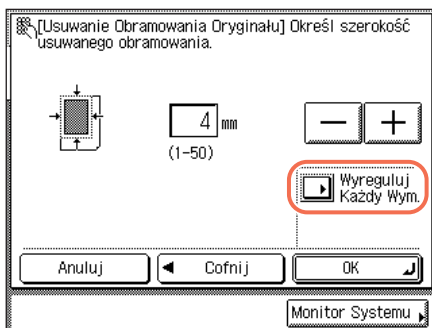 [Usuwanie Obramowania Oryginału] Określ szerokość
usuwanego obramowania.
4 mm
(1-50)
− +
Wyreguluj
Każdy Wym.
Anuluj
Cofnij
OK
Monitor Systemu